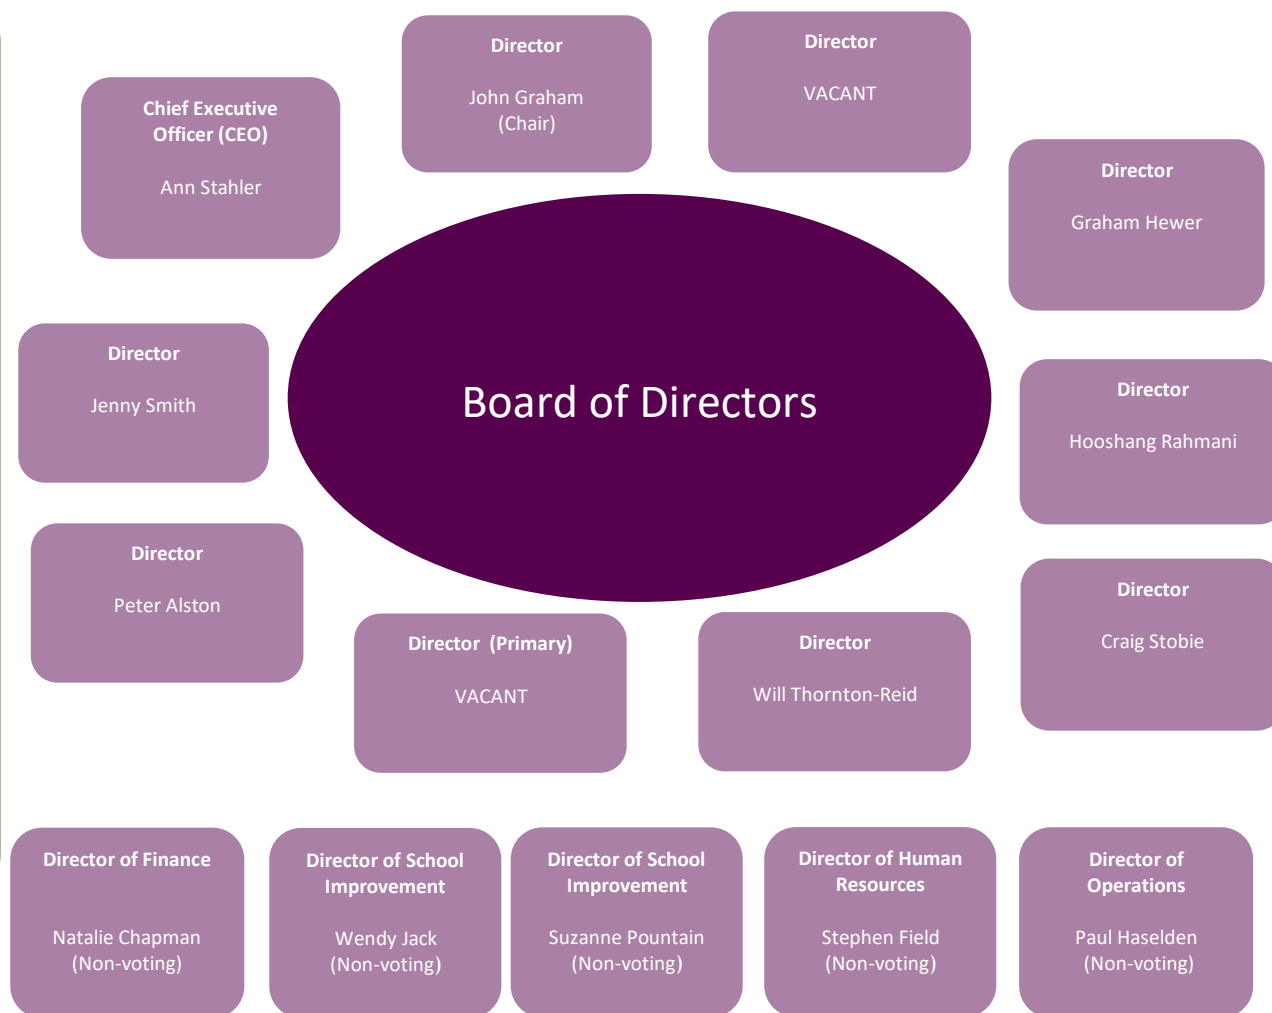 Director
John Graham
(Chair)
Director
VACANT
Chief Executive
Officer (CEO)
Ann Stahler
Director
Graham Hewer
Director
Jenny Smith
Board of Directors
Director
Hooshang Rahmani
Director
Peter Alston
Director
Craig Stobie
Director  (Primary)
VACANT
Director
Will Thornton-Reid
Director of Finance
Natalie Chapman
(Non-voting)
Director of School
Improvement
Wendy Jack
(Non-voting)
Director of School
Improvement
Suzanne Pountain
(Non-voting)
Director of Human
Resources
Stephen Field
(Non-voting)
Director of
Operations
Paul Haselden
(Non-voting)